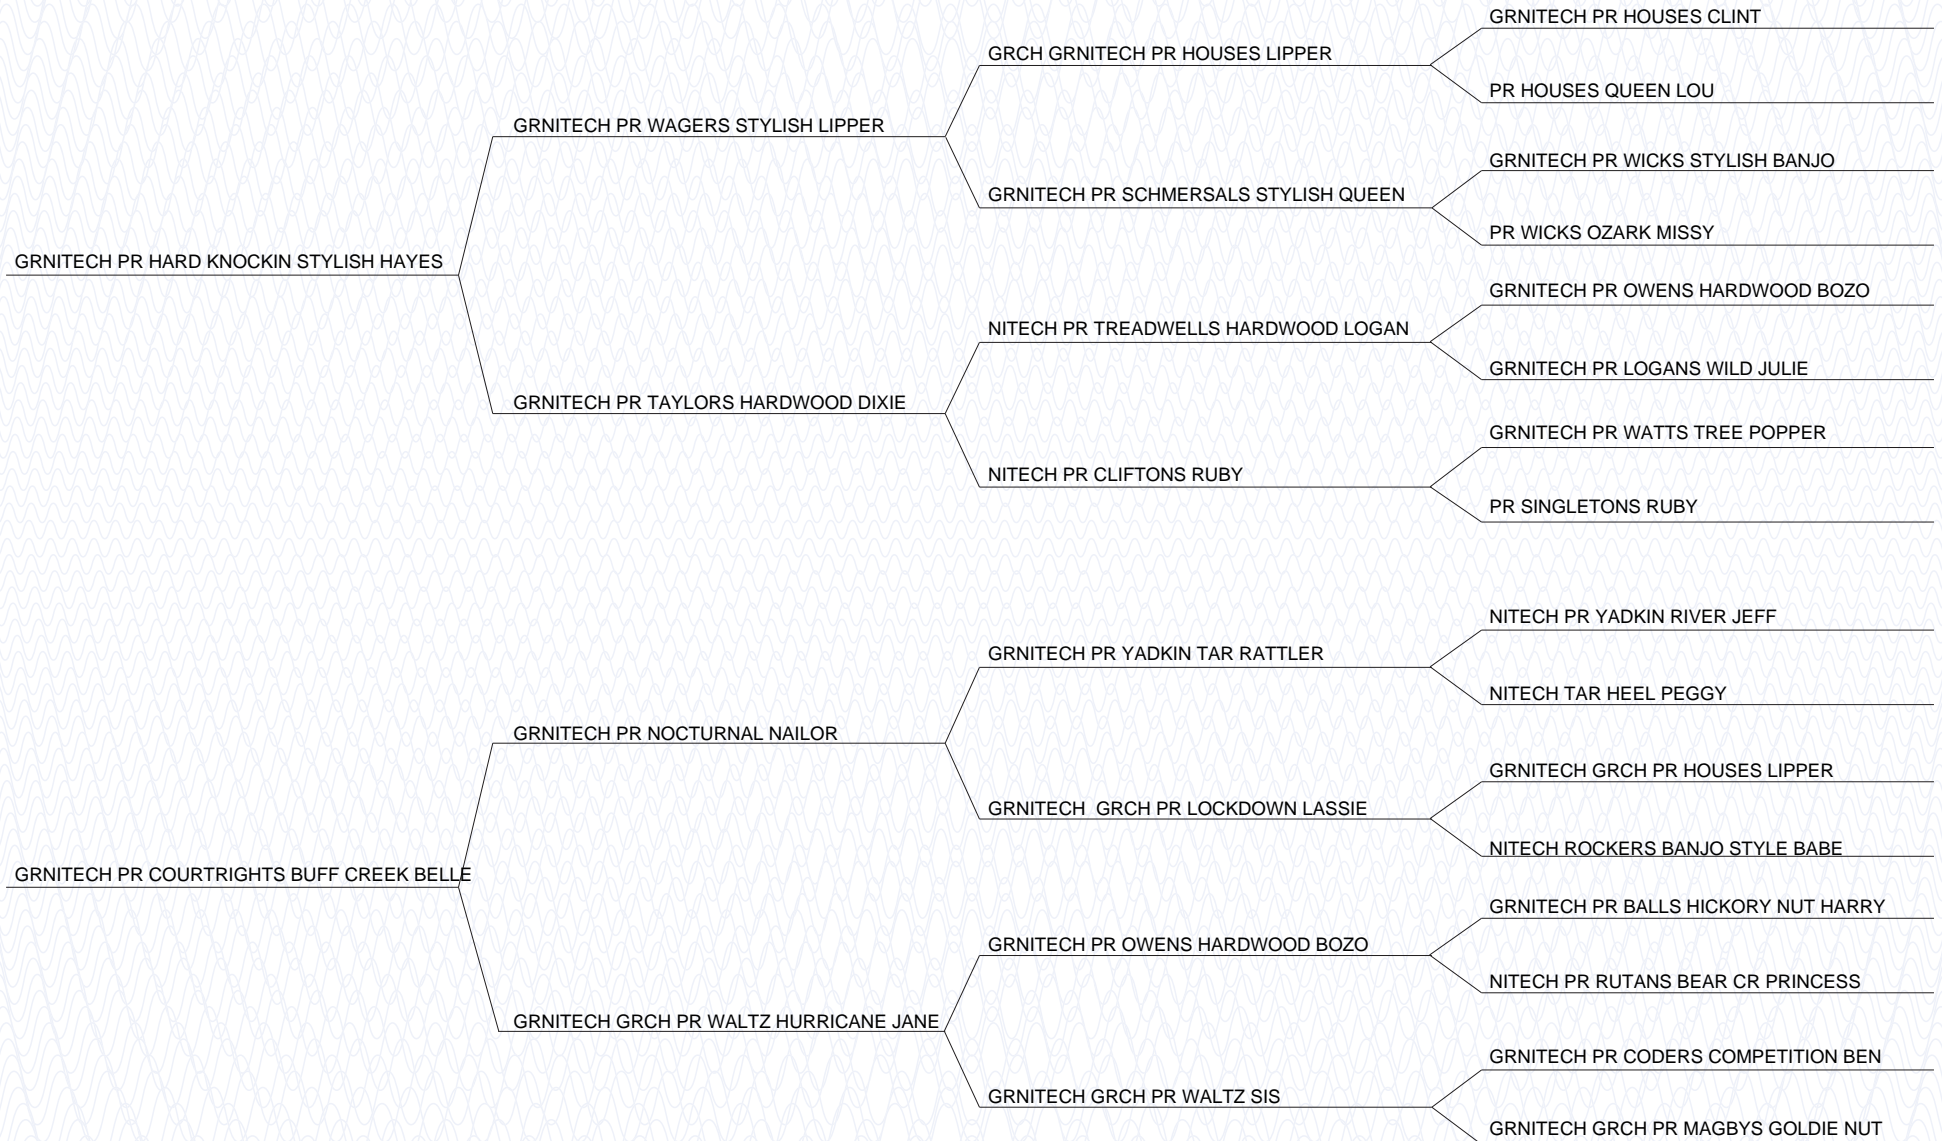 GRNITECH PR HOUSES CLINT
GRCH GRNITECH PR HOUSES LIPPER
PR HOUSES QUEEN LOU
GRNITECH PR WAGERS STYLISH LIPPER
GRNITECH PR WICKS STYLISH BANJO
GRNITECH PR SCHMERSALS STYLISH QUEEN
PR WICKS OZARK MISSY
GRNITECH PR HARD KNOCKIN STYLISH HAYES
GRNITECH PR OWENS HARDWOOD BOZO
NITECH PR TREADWELLS HARDWOOD LOGAN
GRNITECH PR LOGANS WILD JULIE
GRNITECH PR TAYLORS HARDWOOD DIXIE
GRNITECH PR WATTS TREE POPPER
NITECH PR CLIFTONS RUBY
PR SINGLETONS RUBY
NITECH PR YADKIN RIVER JEFF
GRNITECH PR YADKIN TAR RATTLER
NITECH TAR HEEL PEGGY
GRNITECH PR NOCTURNAL NAILOR
GRNITECH GRCH PR HOUSES LIPPER
GRNITECH  GRCH PR LOCKDOWN LASSIE
NITECH ROCKERS BANJO STYLE BABE
GRNITECH PR COURTRIGHTS BUFF CREEK BELLE
GRNITECH PR BALLS HICKORY NUT HARRY
GRNITECH PR OWENS HARDWOOD BOZO
NITECH PR RUTANS BEAR CR PRINCESS
GRNITECH GRCH PR WALTZ HURRICANE JANE
GRNITECH PR CODERS COMPETITION BEN
GRNITECH GRCH PR WALTZ SIS
GRNITECH GRCH PR MAGBYS GOLDIE NUT